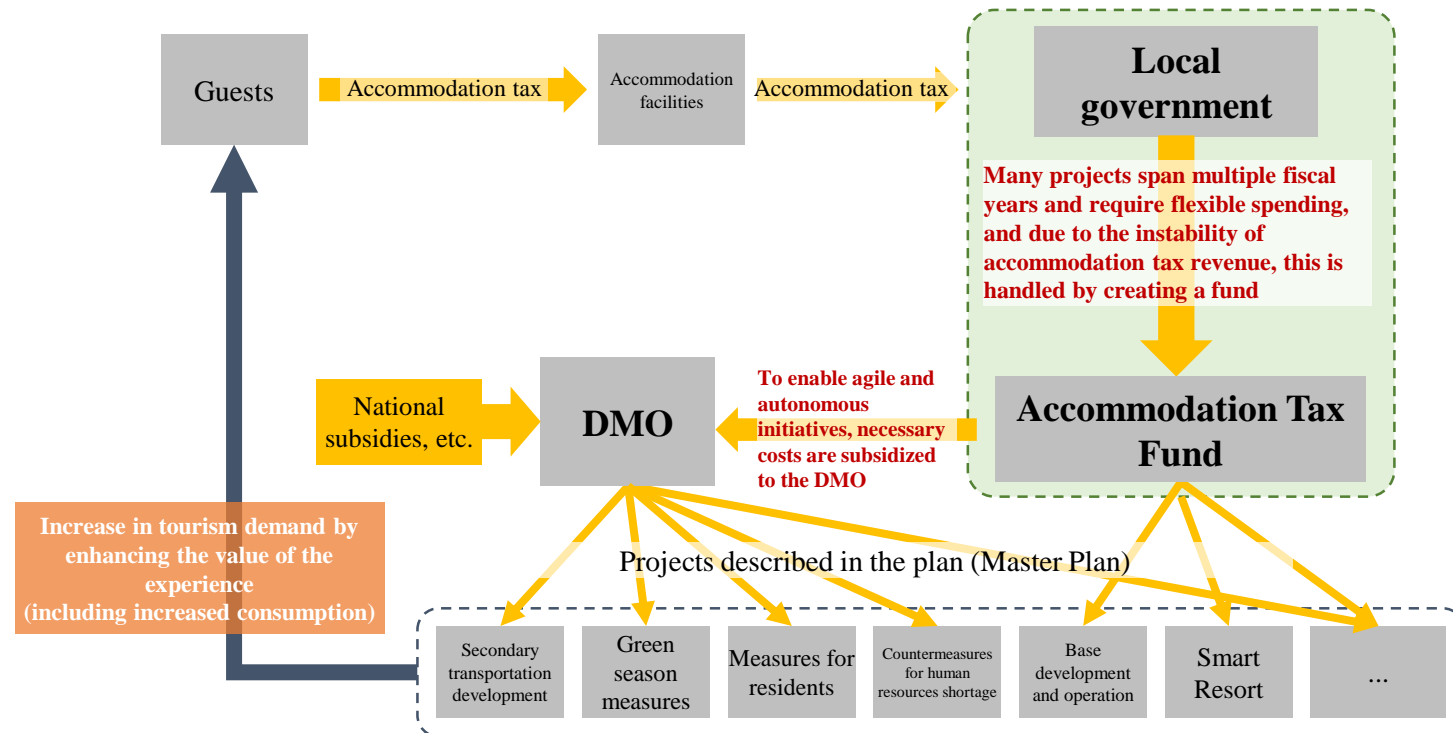 Guests
Accommodation tax
Accommodation
facilities
Accommodation tax
Local
government
Many projects span multiple fiscal
years and require flexible spending,
and due to the instability of
accommodation tax revenue, this is
handled by creating a fund
National
subsidies, etc.
DMO
To enable agile and
autonomous
initiatives, necessary
costs are subsidized
to the DMO
Accommodation Tax
Fund
Increase in tourism demand by
enhancing the value of the
experience
(including increased consumption)
Projects described in the plan (Master Plan)
Secondary
transportation
development
Green
season
measures
Measures for
residents
Countermeasures
for human
resources shortage
Base
development
and operation
Smart
Resort
...